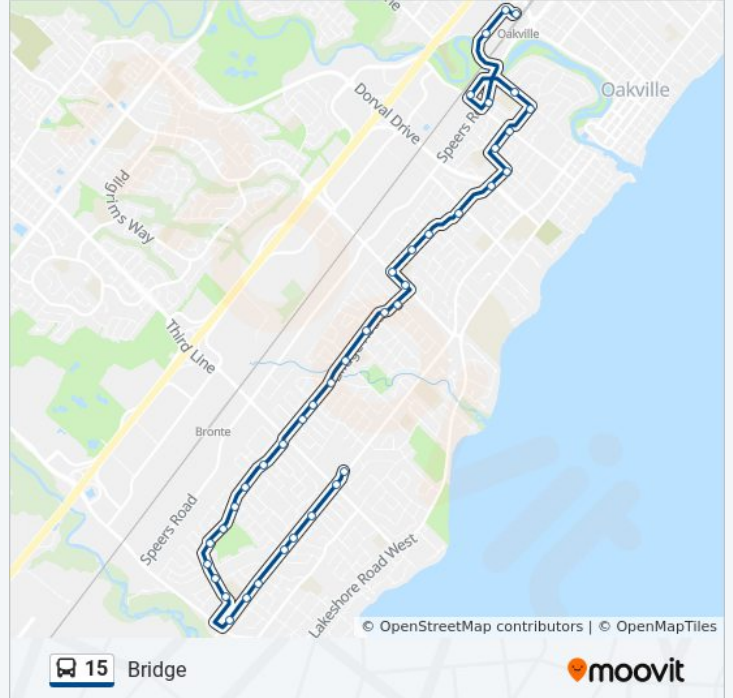 Oakville
Oakville
Dorval Drive
Speers R
Pilgrims Way
Third Line
Bronte
Speers Road
Lakeshore Road West
© OpenStreetMap contributors | © OpenMapTiles
15 Bridge
moovit